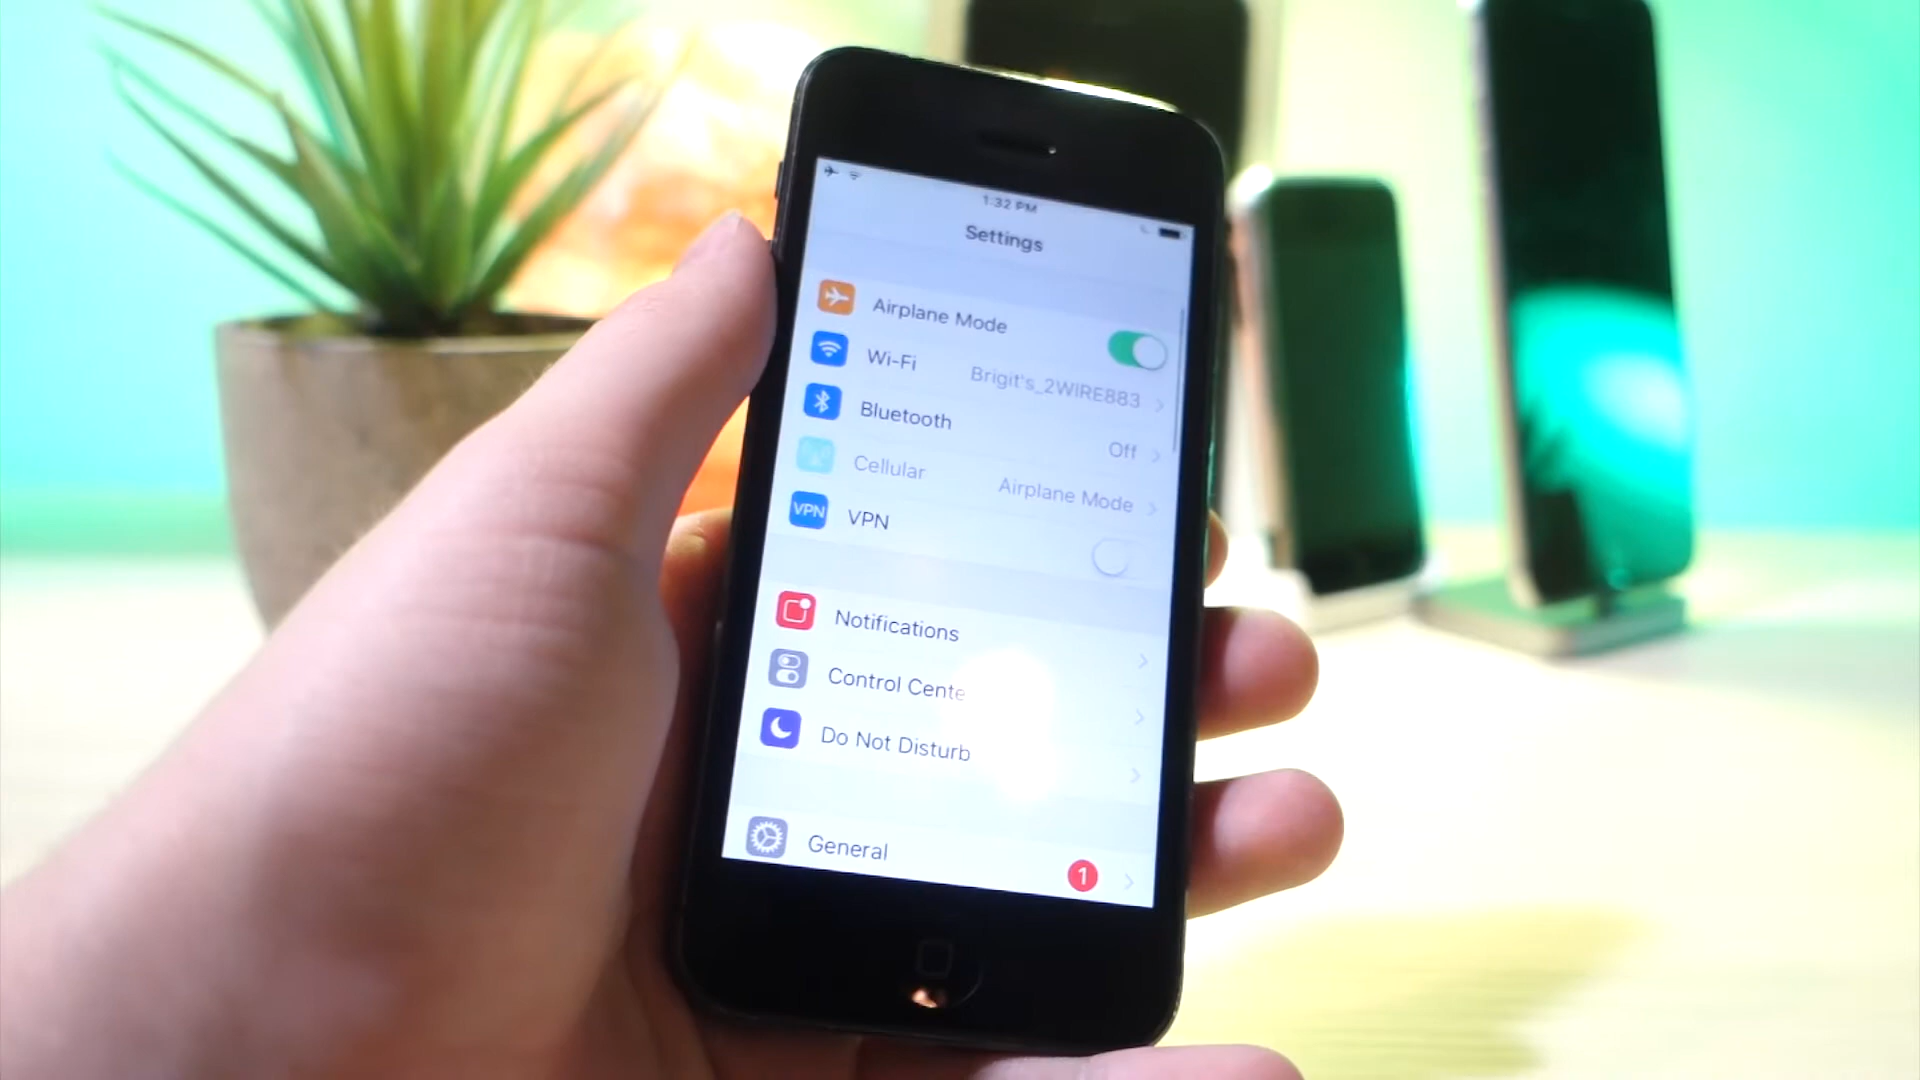 1:32 PM
Settings
Airplane Mode
Wi-Fi Brigit's_2WIRE883
Bluetooth Off
Cellular Airplane Mode
VPN VPN
Notifications
Control Cente
Do Not Disturb
General 1